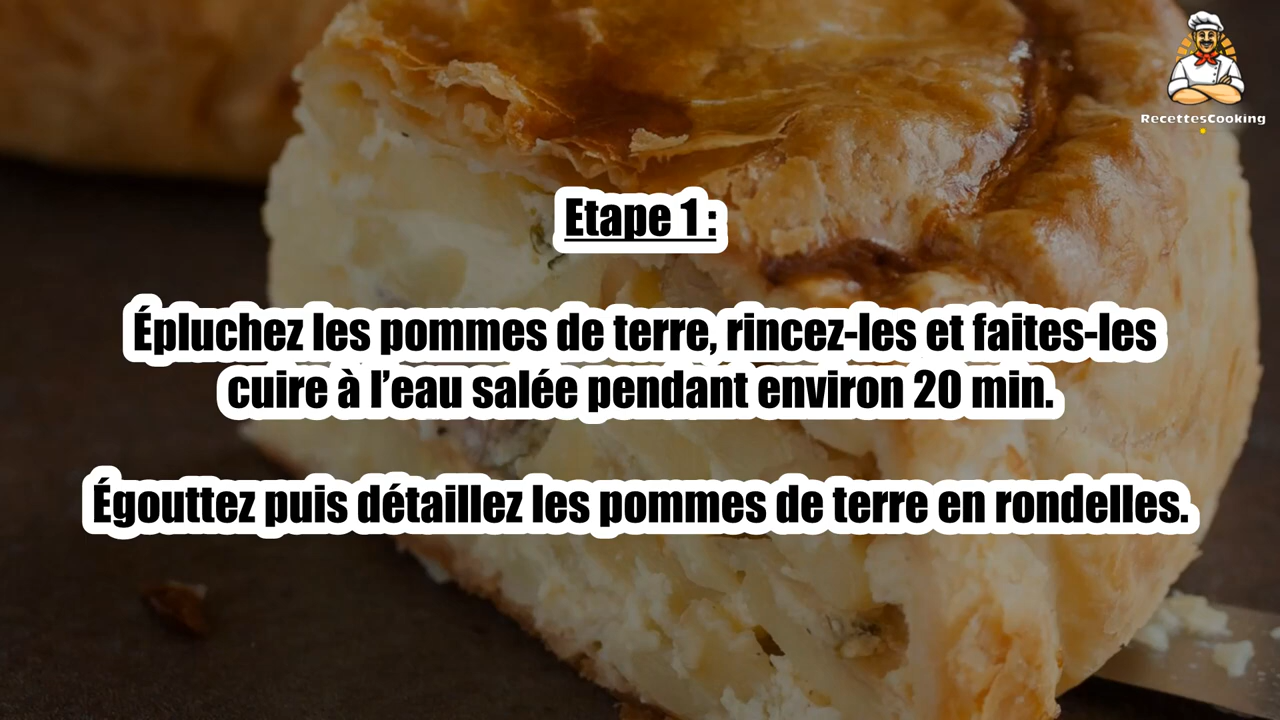 RecettesCooking
Etape 1 :
Épluchez les pommes de terre, rincez-les et faites-les
cuire à l’eau salée pendant environ 20 min.
Égouttez puis détaillez les pommes de terre en rondelles.